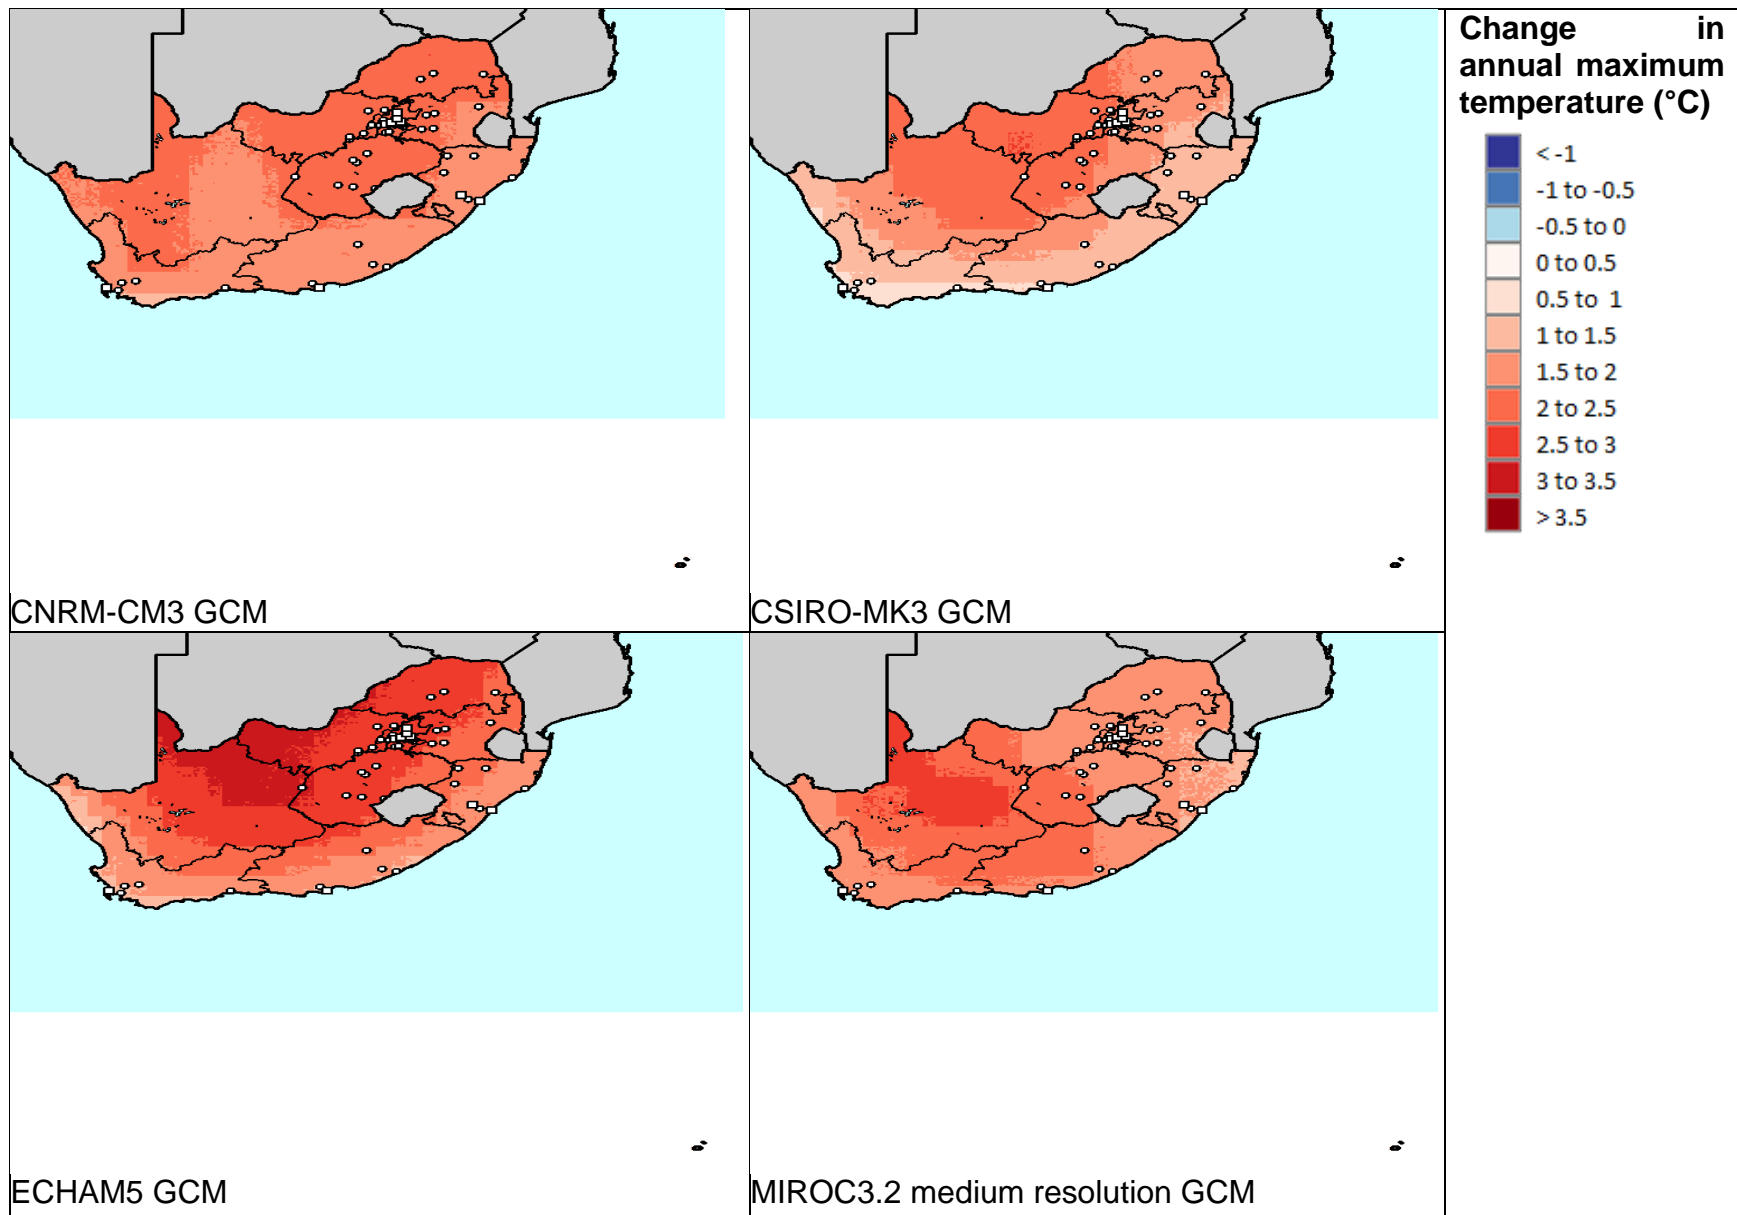 Change in
annual maximum
temperature (°C)
< -1
-1 to -0.5
-0.5 to 0
0 to 0.5
0.5 to 1
1 to 1.5
1.5 to 2
2 to 2.5
2.5 to 3
3 to 3.5
> 3.5
CNRM-CM3 GCM
CSIRO-MK3 GCM
ECHAM5 GCM
MIROC3.2 medium resolution GCM